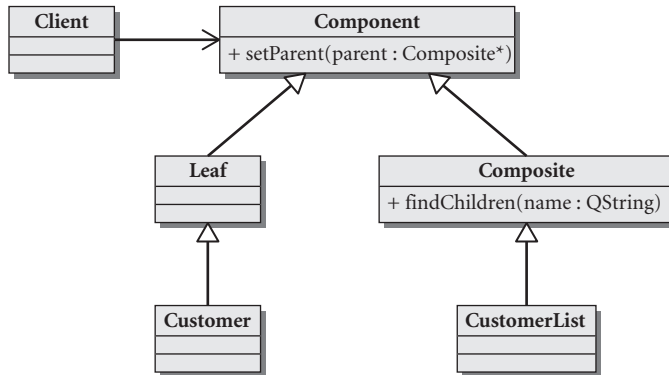 Client
Component
+ setParent(parent : Composite*)
Leaf
Composite
+ findChildren(name : QString)
Customer
CustomerList